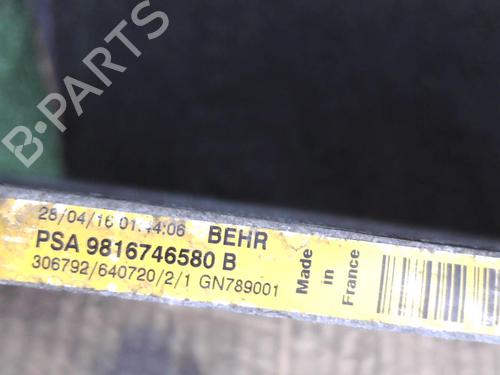 B-PARTS
28/04/16 01:44:06 BEHR
PSA 9816746580 B
306792/640720/2/1 GN789001
Made
in
France